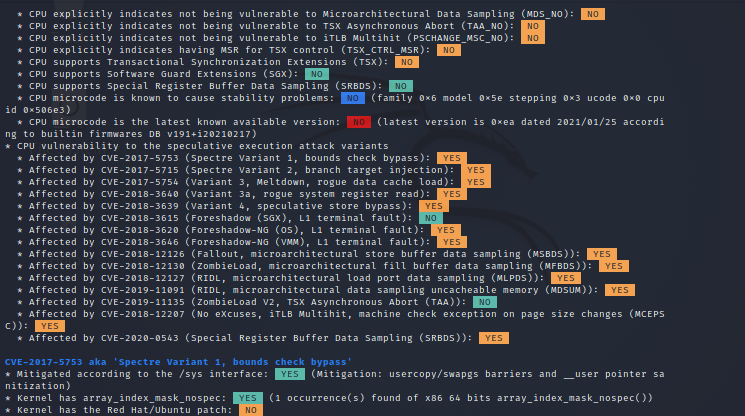 * CPU explicitly indicates not being vulnerable to Microarchitectural Data Sampling (MDS_NO): NO
* CPU explicitly indicates not being vulnerable to TSX Asynchronous Abort (TAA_NO): NO
* CPU explicitly indicates not being vulnerable to iTLB Multihit (PSCHANGE_MSC_NO): NO
* CPU explicitly indicates having MSR for TSX control (TSX_CTRL_MSR): NO
* CPU supports Transactional Synchronization Extensions (TSX): NO
* CPU supports Software Guard Extensions (SGX): NO
* CPU supports Special Register Buffer Data Sampling (SRBDS): NO
* CPU microcode is known to cause stability problems: NO (family 0×6 model 0×5e stepping 0×3 ucode 0×0 cpu
id 0×506e3)
* CPU microcode is the latest known available version: NO (latest version is 0×ea dated 2021/01/25 accordi
ng to builtin firmwares DB v191+i20210217)
* CPU vulnerability to the speculative execution attack variants
* Affected by CVE-2017-5753 (Spectre Variant 1, bounds check bypass): YES
* Affected by CVE-2017-5715 (Spectre Variant 2, branch target injection): YES
* Affected by CVE-2017-5754 (Variant 3, Meltdown, rogue data cache load): YES
* Affected by CVE-2018-3640 (Variant 3a, rogue system register read): YES
* Affected by CVE-2018-3639 (Variant 4, speculative store bypass): YES
* Affected by CVE-2018-3615 (Foreshadow (SGX), L1 terminal fault): NO
* Affected by CVE-2018-3620 (Foreshadow-NG (OS), L1 terminal fault): YES
* Affected by CVE-2018-3646 (Foreshadow-NG (VMM), L1 terminal fault): YES
* Affected by CVE-2018-12126 (Fallout, microarchitectural store buffer data sampling (MSBDS)): YES
* Affected by CVE-2018-12130 (ZombieLoad, microarchitectural fill buffer data sampling (MFBDS)): YES
* Affected by CVE-2018-12127 (RIDL, microarchitectural load port data sampling (MLPDS)): YES
* Affected by CVE-2019-11091 (RIDL, microarchitectural data sampling uncacheable memory (MDSUM)): YES
* Affected by CVE-2019-11135 (ZombieLoad V2, TSX Asynchronous Abort (TAA)): NO
* Affected by CVE-2018-12207 (No eXcuses, iTLB Multihit, machine check exception on page size changes (MCEPS
C)): YES
* Affected by CVE-2020-0543 (Special Register Buffer Data Sampling (SRBDS)): YES
CVE-2017-5753 aka 'Spectre Variant 1, bounds check bypass'
* Mitigated according to the /sys interface: YES (Mitigation: usercopy/swapgs barriers and __user pointer sa
nitization)
* Kernel has array_index_mask_nospec: YES (1 occurrence(s) found of x86 64 bits array_index_mask_nospec())
* Kernel has the Red Hat/Ubuntu patch: NO